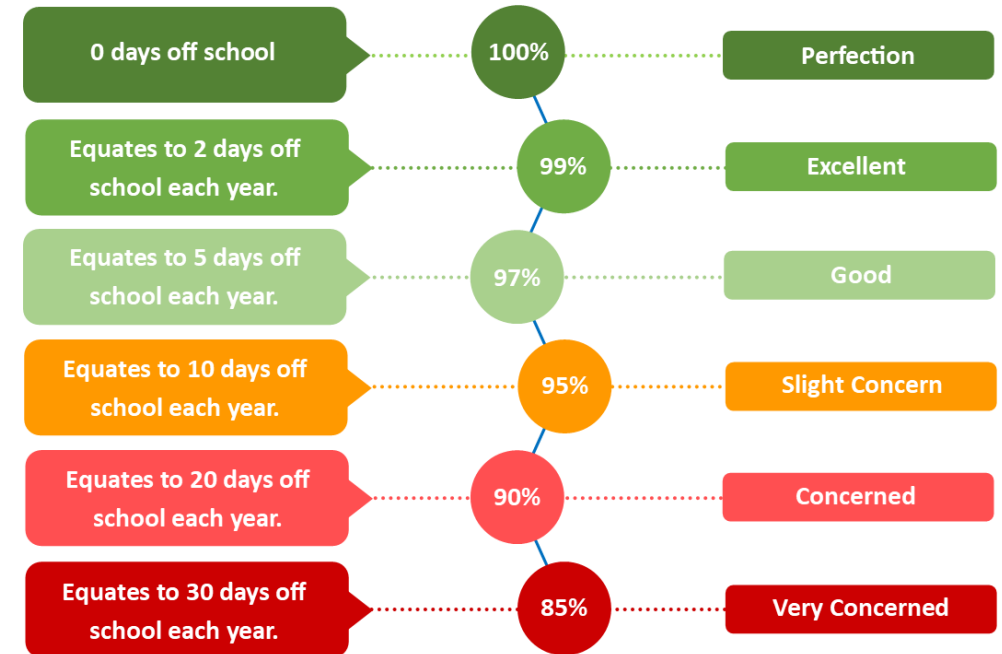 0 days off school
100%
Perfection
Equates to 2 days off
school each year.
99%
Excellent
Equates to 5 days off
school each year.
97%
Good
Equates to 10 days off
school each year.
95%
Slight Concern
Equates to 20 days off
school each year.
90%
Concerned
Equates to 30 days off
school each year.
85%
Very Concerned